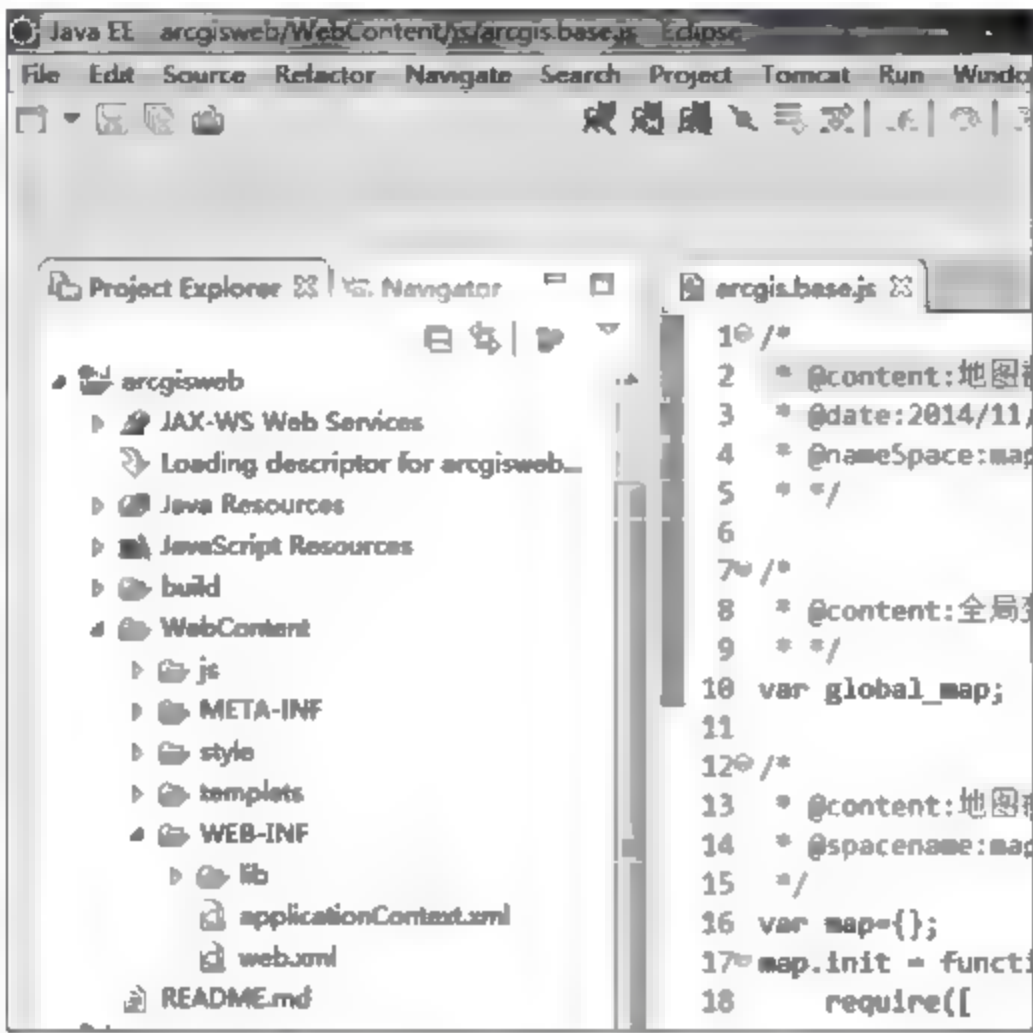 Java EE arcgisweb/WebContent/js/arcgis.base.js Eclipse
File Edit Source Refactor Navigate Search Project Tomcat Run Windo
Project Explorer Navigator
arcgisweb
JAX-WS Web Services
Loading descriptor for arcgisweb...
Java Resources
JavaScript Resources
build
WebContent
js
META-INF
style
templets
WEB-INF
lib
applicationContext.xml
web.xml
README.md
arcgis.base.js
1 /*
2 * @content:地图
3 * @date:2014/11/
4 * @nameSpace:map
5 * */
6
7 /*
8 * @content:全局
9 * */
10 var global_map;
11
12 /*
13 * @content:地图
14 * @spacename:map
15 */
16 var map={};
17 map.init = functi
18 require([